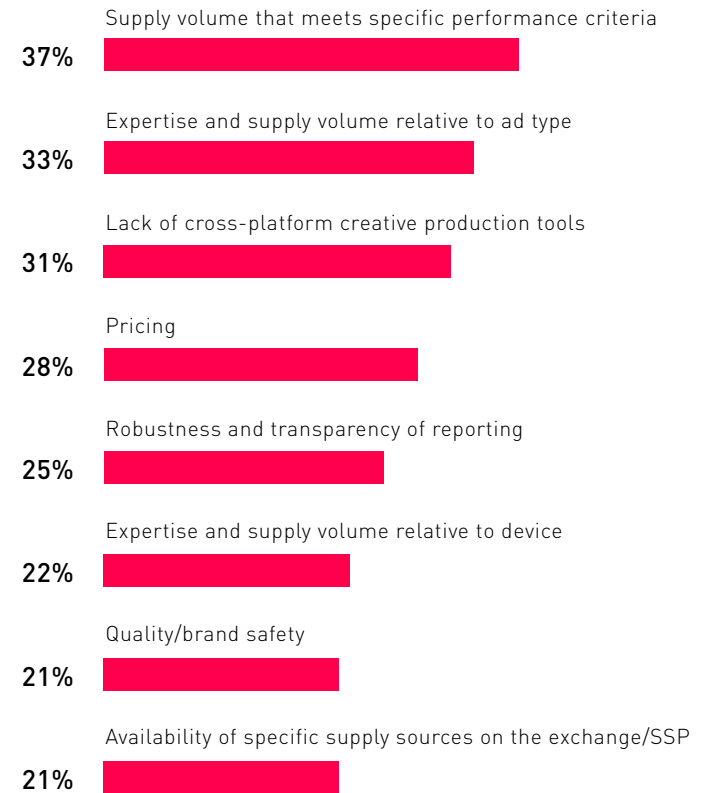 Supply volume that meets specific performance criteria
37%
Expertise and supply volume relative to ad type
33%
Lack of cross-platform creative production tools
31%
Pricing
28%
Robustness and transparency of reporting
25%
Expertise and supply volume relative to device
22%
Quality/brand safety
21%
Availability of specific supply sources on the exchange/SSP
21%